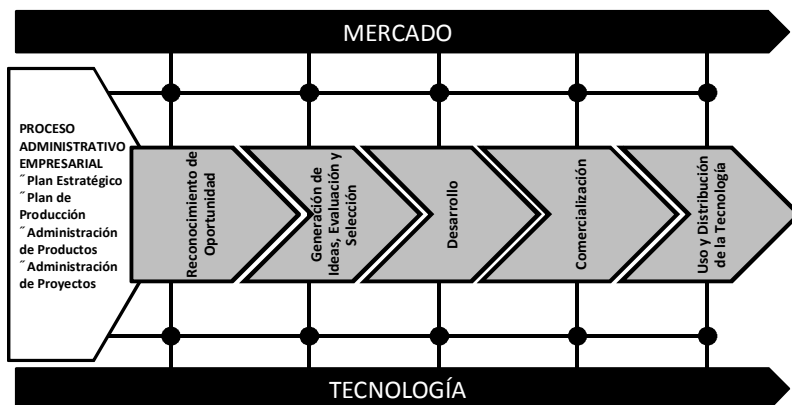 MERCADO
PROCESO
ADMINISTRATIVO
EMPRESARIAL
˝Plan Estratégico
˝Plan de
Producción
˝Administración
de Productos
˝Administración
de Proyectos
Reconocimiento de
Oportunidad
Generación de
Ideas, Evaluación y
Selección
Desarrollo
Comercialización
Uso y Distribución
de la Tecnología
TECNOLOGÍA